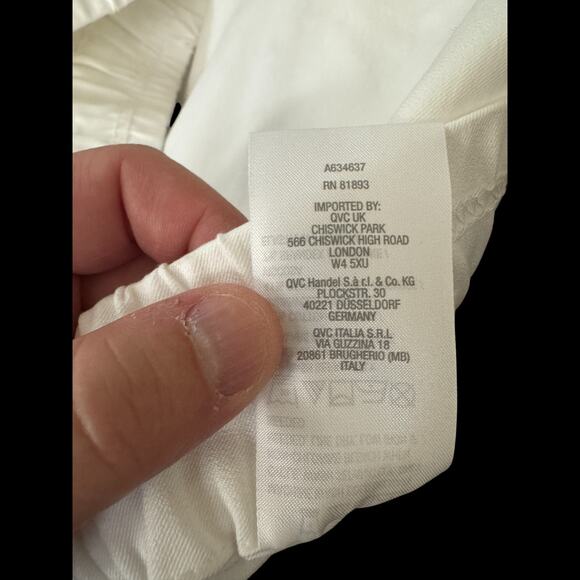 A634637
RN 81893
IMPORTED BY:
QVC UK
CHISWICK PARK
566 CHISWICK HIGH ROAD
LONDON
W4 5XU
QVC Handel S.à r.l. & Co. KG
PLOCKSTR. 30
40221 DÜSSELDORF
GERMANY
QVC ITALIA S.R.L
VIA GUZZINA 18
20861 BRUGHERIO (MB)
ITALY